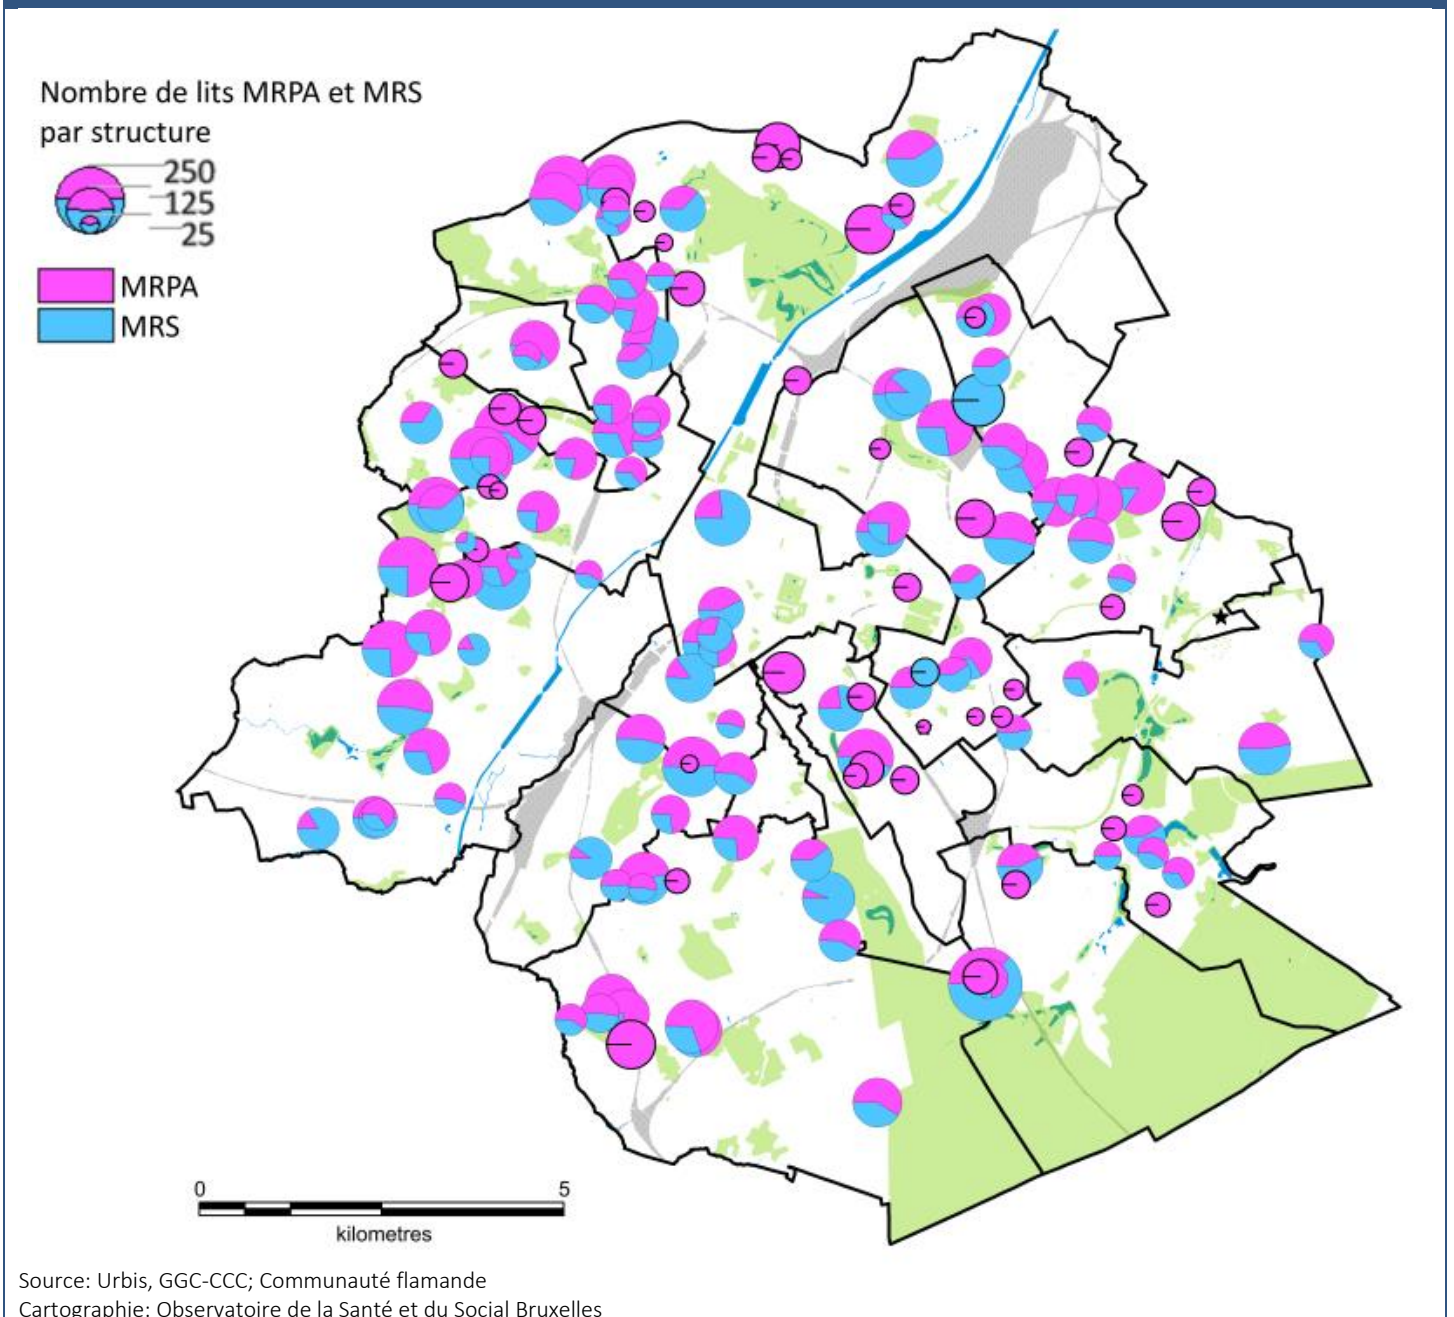 Nombre de lits MRPA et MRS
par structure
250
125
25
MRPA
MRS
0 5
kilometres
Source: Urbis, GGC-CCC; Communauté flamande
Cartographie: Observatoire de la Santé et du Social Bruxelles